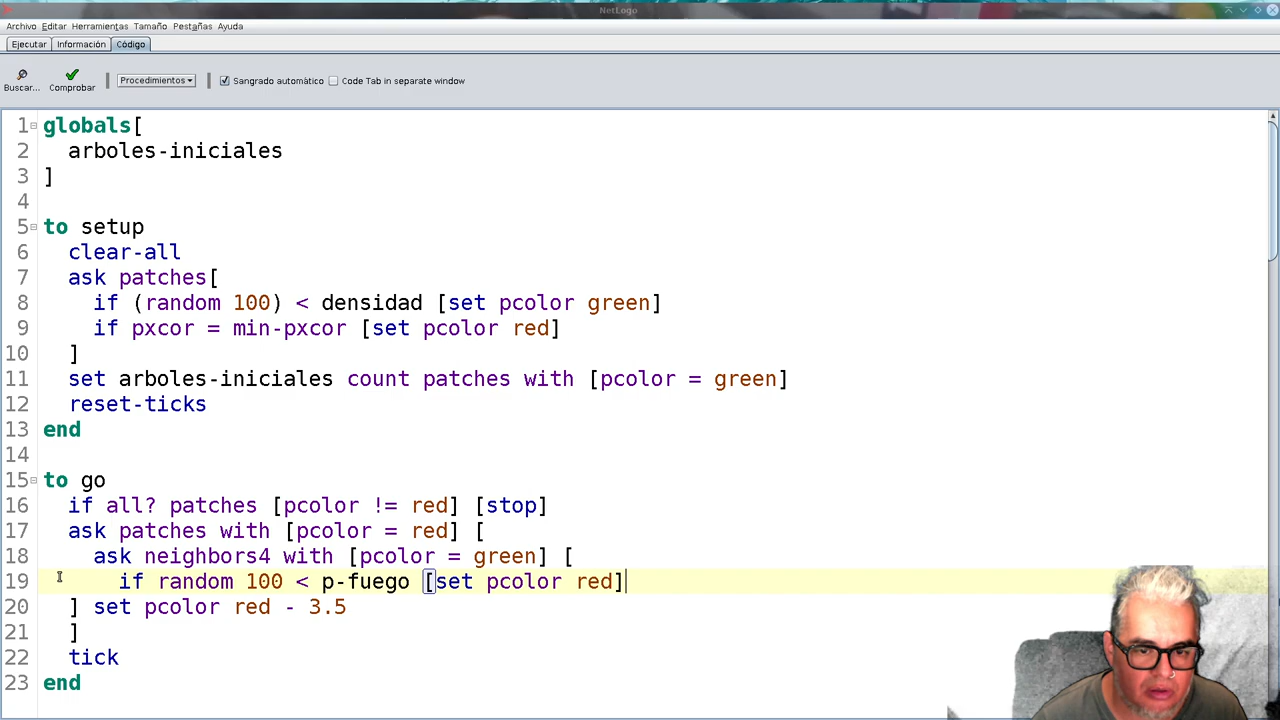 NetLogo
Archivo Editar Herramientas Tamaño Pestañas Ayuda
Ejecutar Información Código
Buscar... Comprobar Procedimientos Sangrado automático Code Tab in separate window
1 globals[
2 arboles-iniciales
3 ]
4
5 to setup
6 clear-all
7 ask patches[
8 if (random 100) < densidad [set pcolor green]
9 if pxcor = min-pxcor [set pcolor red]
10 ]
11 set arboles-iniciales count patches with [pcolor = green]
12 reset-ticks
13 end
14
15 to go
16 if all? patches [pcolor != red] [stop]
17 ask patches with [pcolor = red] [
18 ask neighbors4 with [pcolor = green] [
19 if random 100 < p-fuego [set pcolor red]
20 ] set pcolor red - 3.5
21 ]
22 tick
23 end